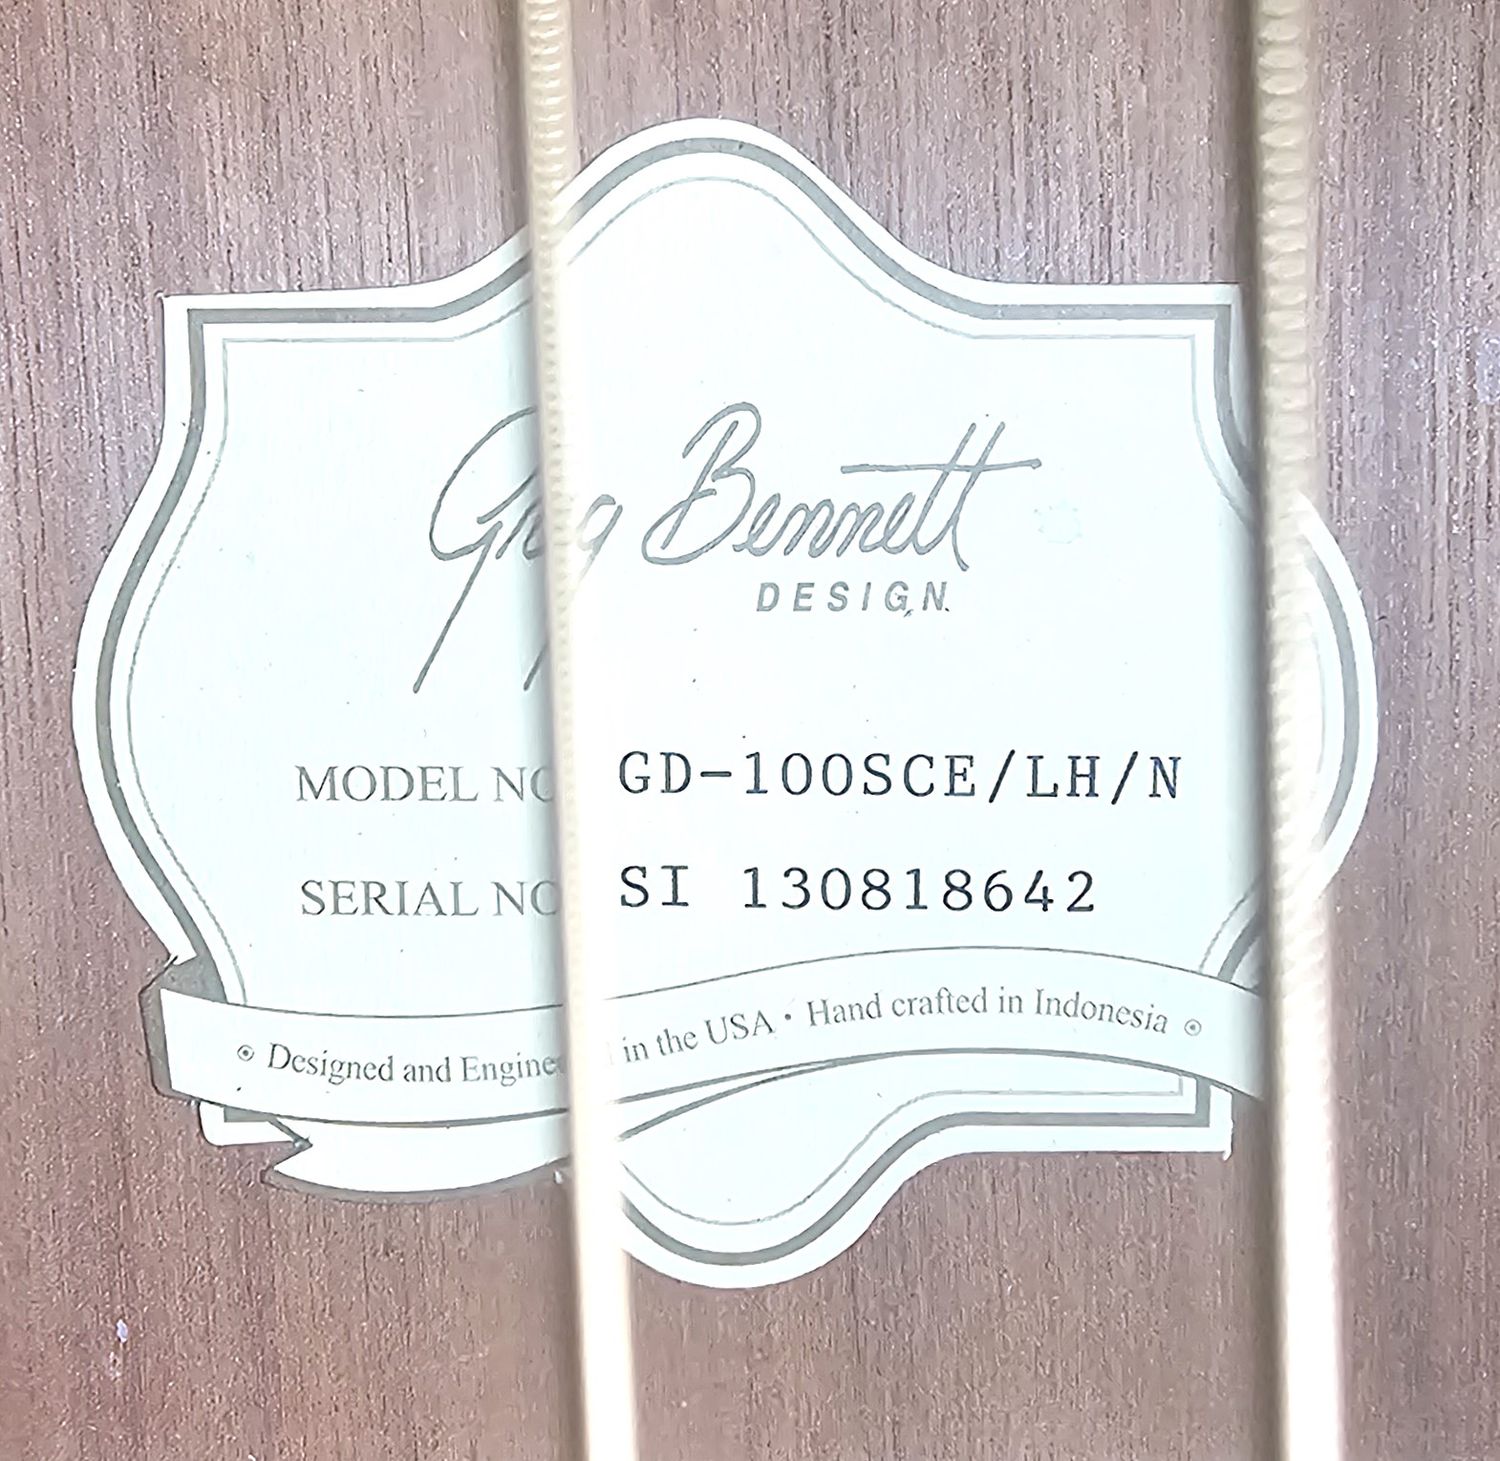 Greg Bennett
DESIGN.
MODEL NO GD-100SCE/LH/N
SERIAL NO SI 130818642
Designed and in the USA • Hand crafted in Indonesia